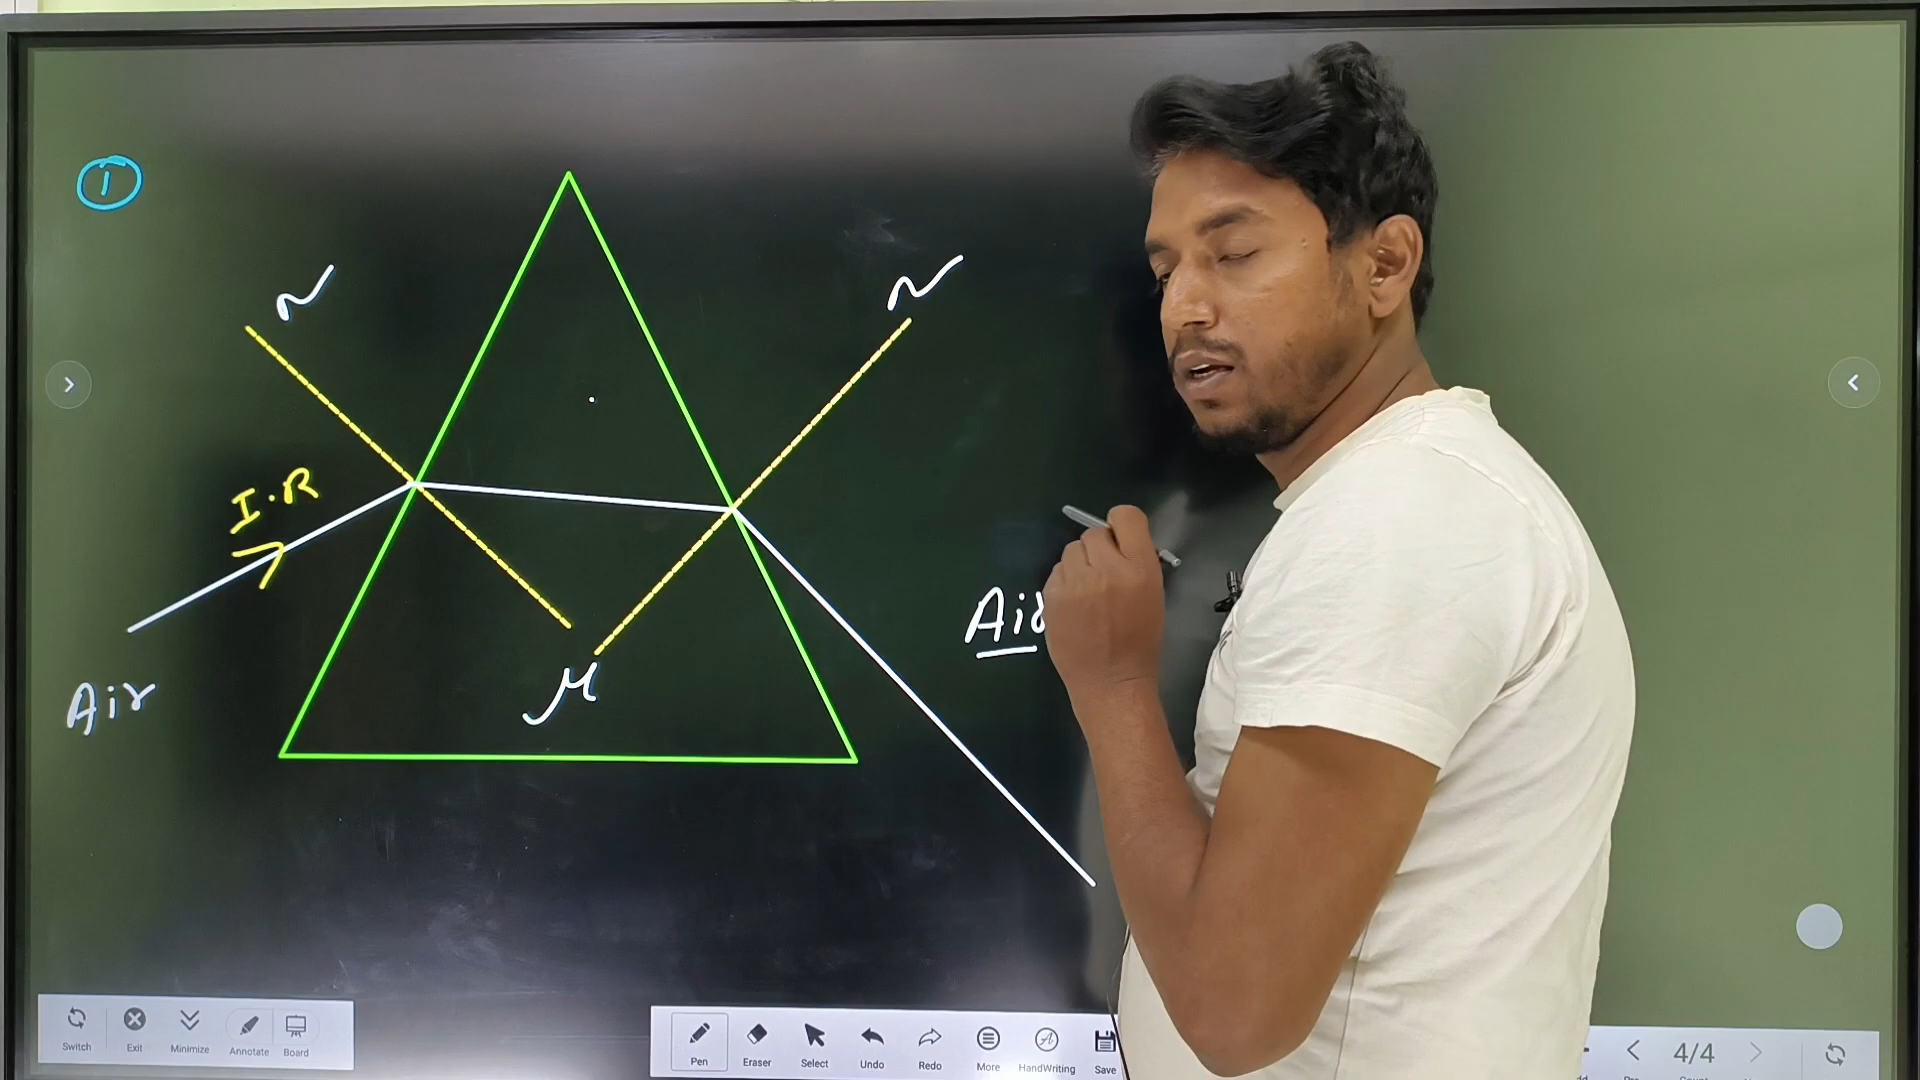 1
N
N
I.R
Air
Air
μ
Switch
Exit
Minimize
Annotate
Board
Pen
Eraser
Select
Undo
Redo
More
HandWriting
Save
4/4